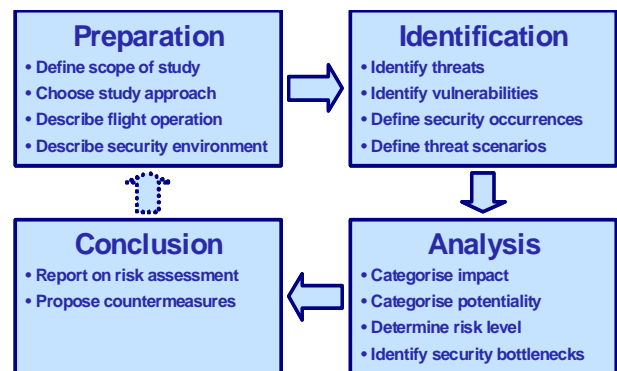 Preparation
• Define scope of study
• Choose study approach
• Describe flight operation
• Describe security environment
Identification
• Identify threats
• Identify vulnerabilities
• Define security occurrences
• Define threat scenarios
Analysis
• Categorise impact
• Categorise potentiality
• Determine risk level
• Identify security bottlenecks
Conclusion
• Report on risk assessment
• Propose countermeasures